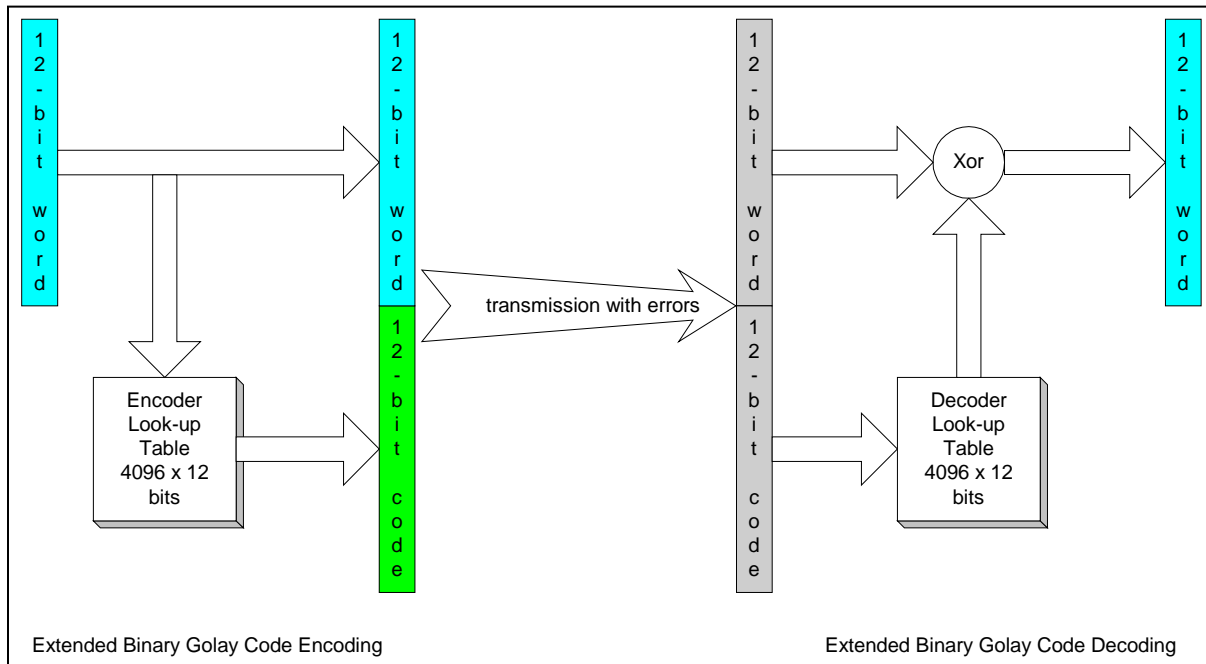 12-bit word
12-bit word
12-bit code
Encoder
Look-up
Table
4096 x 12
bits
transmission with errors
12-bit word
12-bit code
Xor
Decoder
Look-up
Table
4096 x 12
bits
12-bit word
Extended Binary Golay Code Encoding
Extended Binary Golay Code Decoding